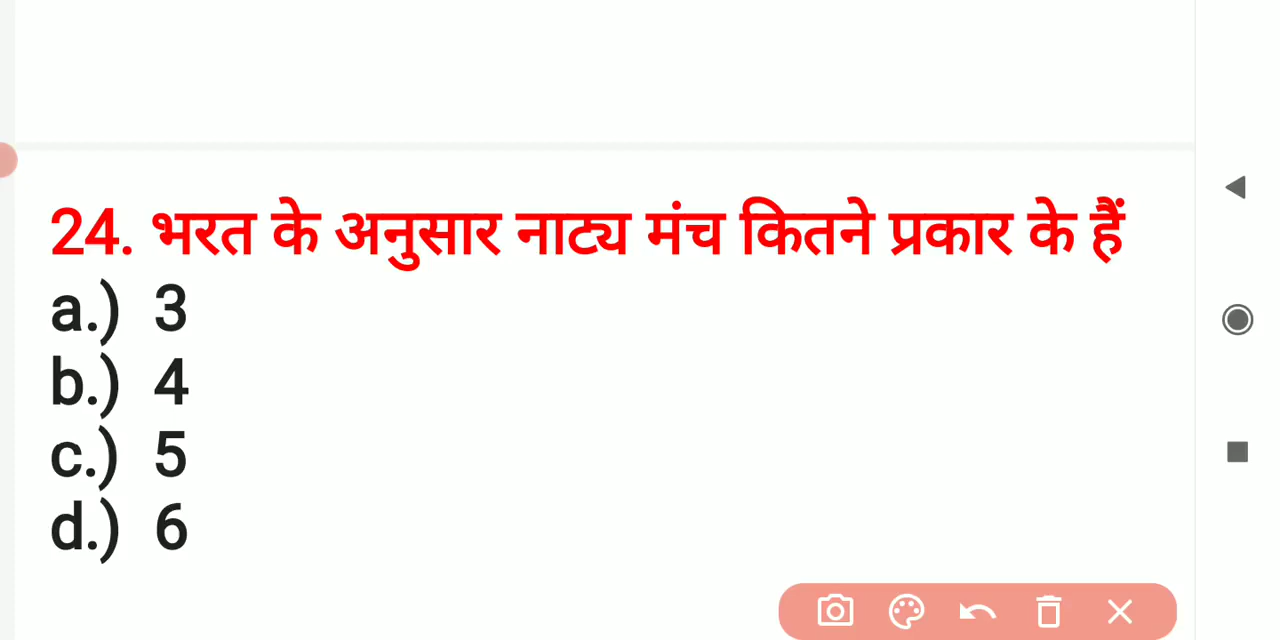 24. भरत के अनुसार नाट्य मंच कितने प्रकार के हैं
a.) 3
b.) 4
c.) 5
d.) 6